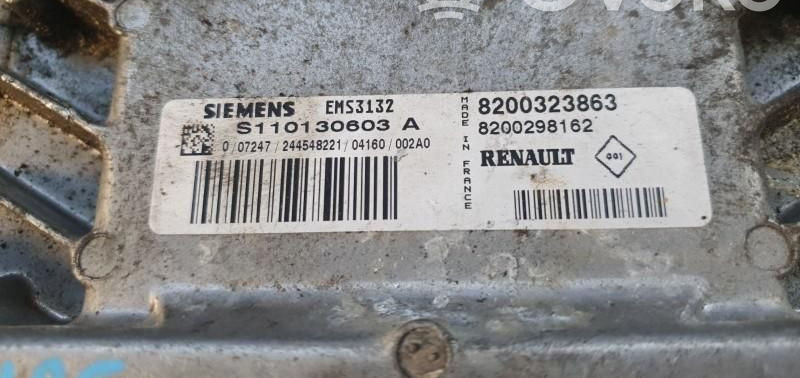 SIEMENS EMS3132
S110130603 A
0 / 07247 / 244548221 / 04160 / 002A0
MADE IN FRANCE
8200323863
8200298162
RENAULT
001